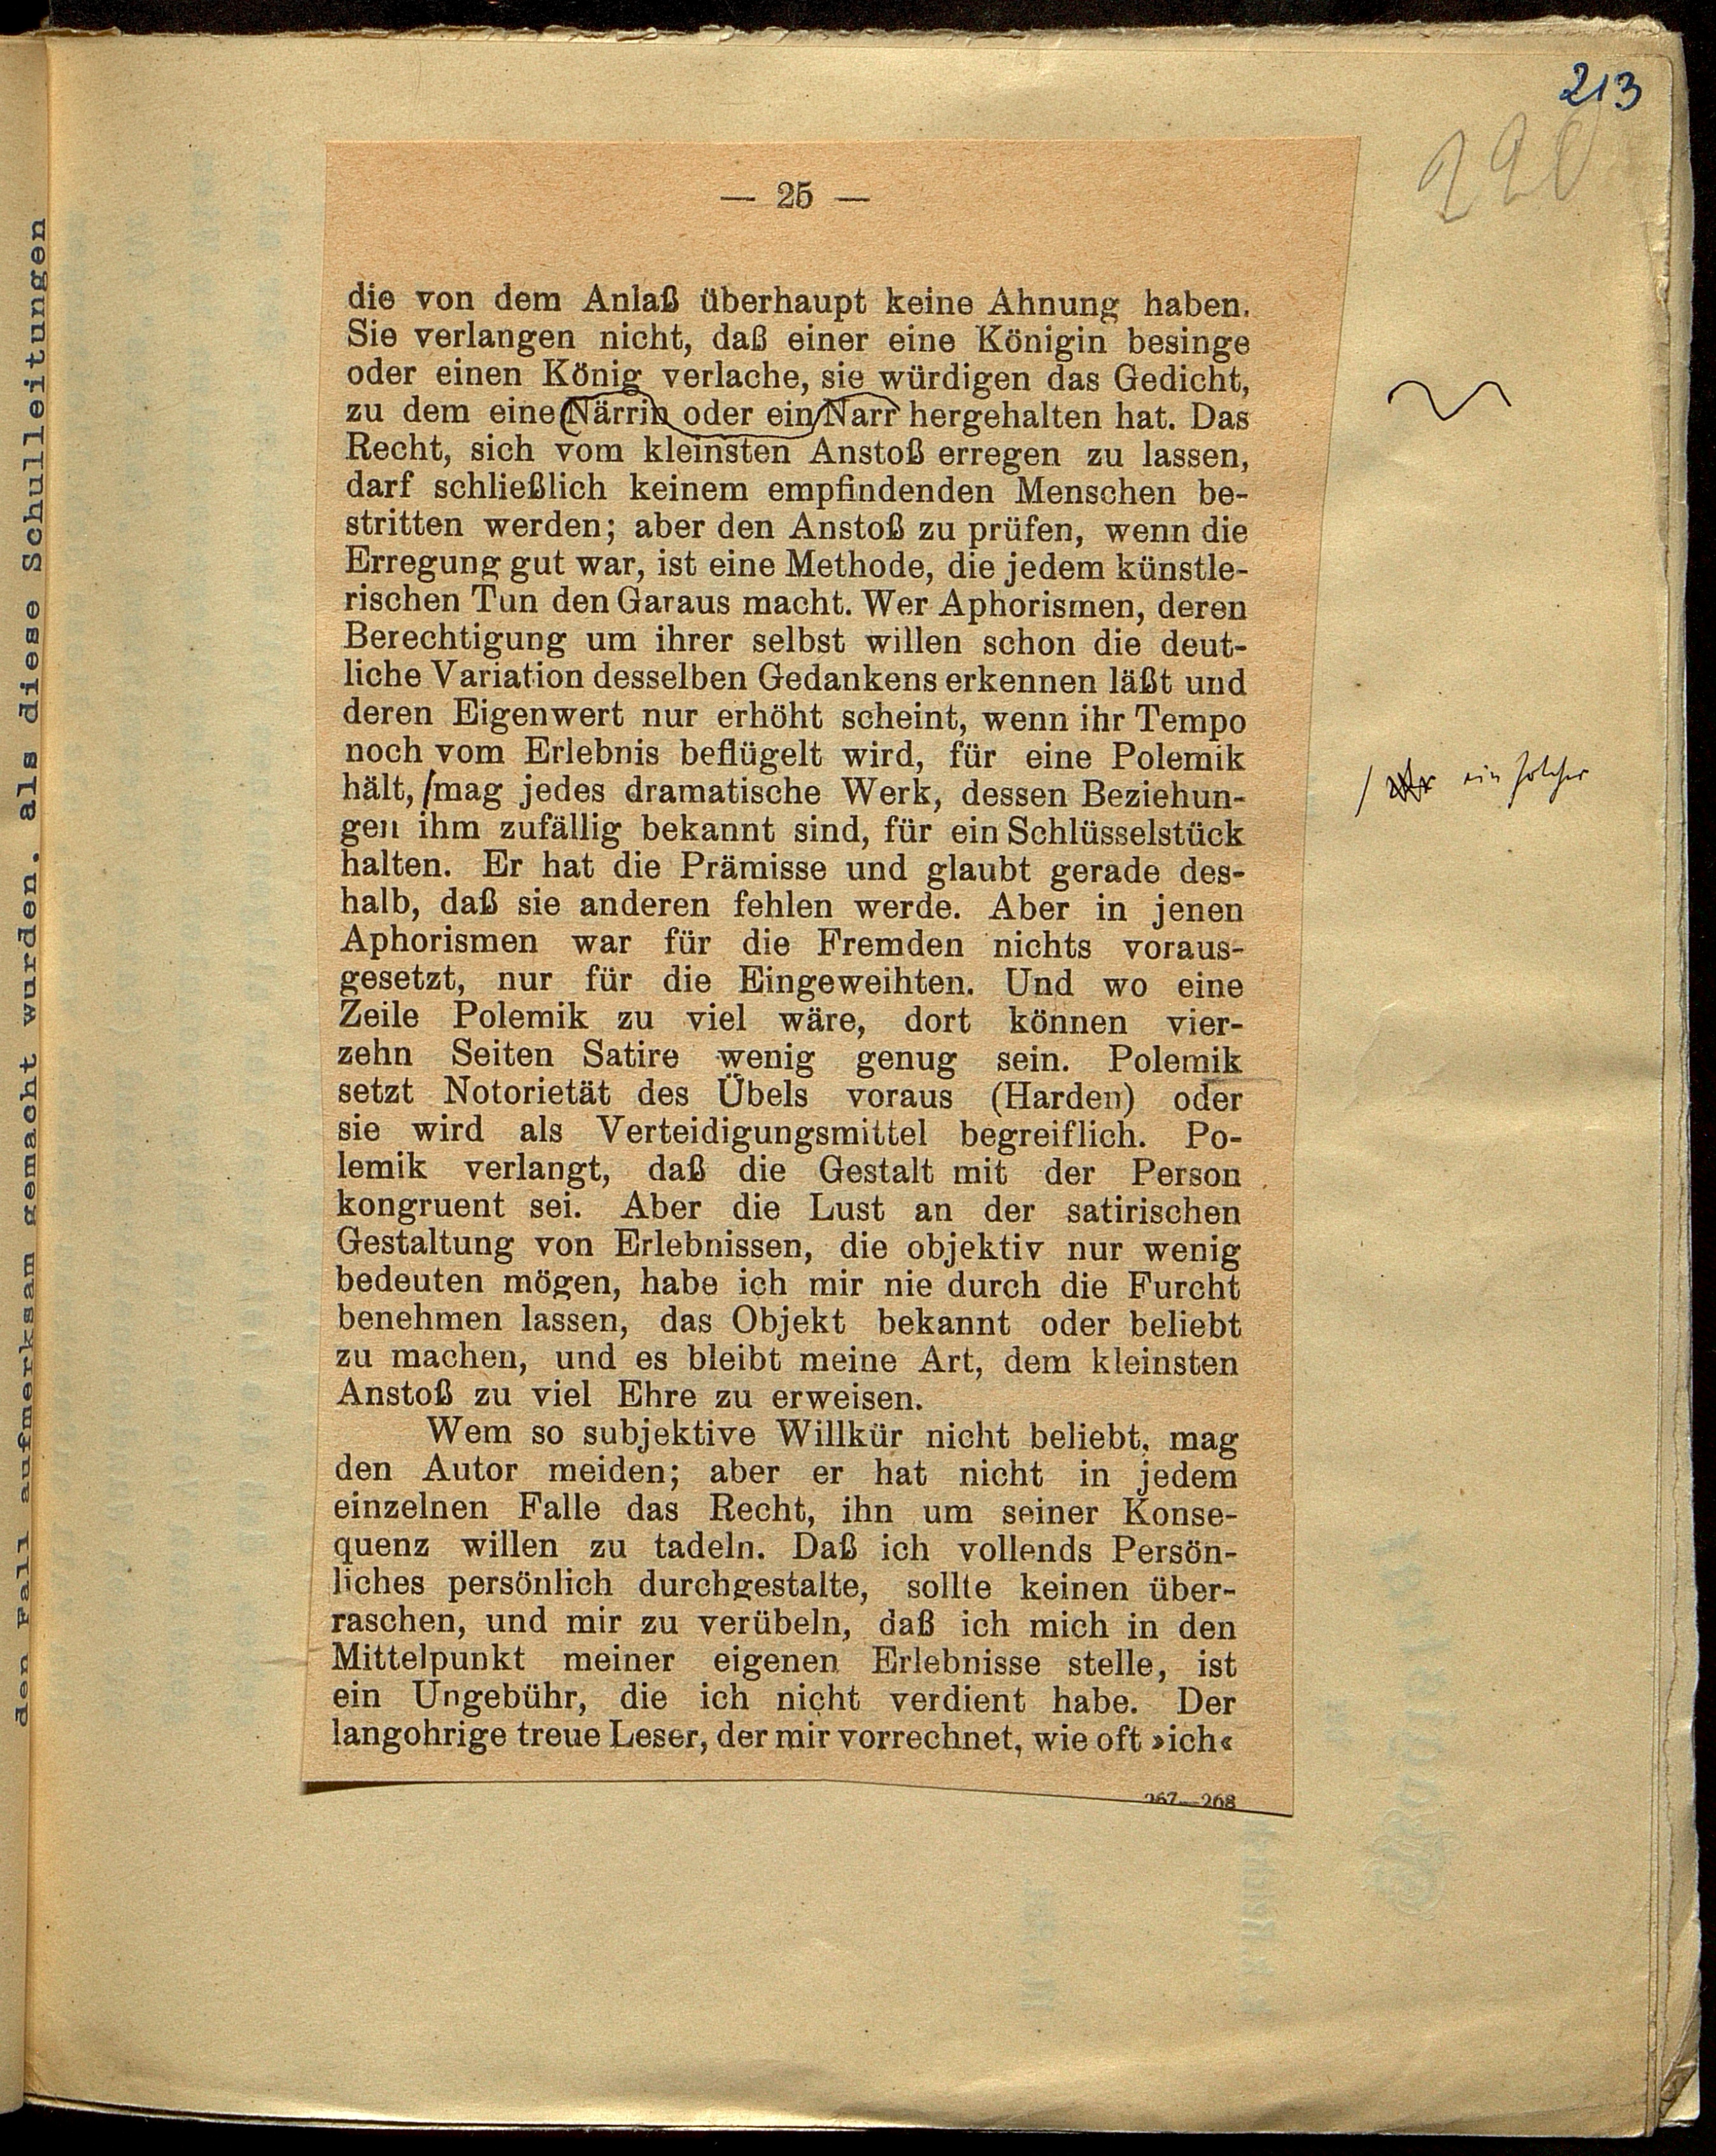 213
220
— 25 —
die von dem Anlaß überhaupt keine Ahnung haben.
Sie verlangen nicht, daß einer eine Königin besinge
oder einen König verlache, sie würdigen das Gedicht,
zu dem eine Närrin oder ein Narr hergehalten hat. Das
Recht, sich vom kleinsten Anstoß erregen zu lassen,
darf schließlich keinem empfindenden Menschen be-
stritten werden; aber den Anstoß zu prüfen, wenn die
Erregung gut war, ist eine Methode, die jedem künstle-
rischen Tun den Garaus macht. Wer Aphorismen, deren
Berechtigung um ihrer selbst willen schon die deut-
liche Variation desselben Gedankens erkennen läßt und
deren Eigenwert nur erhöht scheint, wenn ihr Tempo
noch vom Erlebnis beflügelt wird, für eine Polemik
hält, / mag jedes dramatische Werk, dessen Beziehun-
/ ein solcher
gen ihm zufällig bekannt sind, für ein Schlüsselstück
halten. Er hat die Prämisse und glaubt gerade des-
halb, daß sie anderen fehlen werde. Aber in jenen
Aphorismen war für die Fremden nichts voraus-
gesetzt, nur für die Eingeweihten. Und wo eine
Zeile Polemik zu viel wäre, dort können vier-
zehn Seiten Satire wenig genug sein. Polemik
setzt Notorietät des Übels voraus (Harden) oder
sie wird als Verteidigungsmittel begreiflich. Po-
lemik verlangt, daß die Gestalt mit der Person
kongruent sei. Aber die Lust an der satirischen
Gestaltung von Erlebnissen, die objektiv nur wenig
bedeuten mögen, habe ich mir nie durch die Furcht
benehmen lassen, das Objekt bekannt oder beliebt
zu machen, und es bleibt meine Art, dem kleinsten
Anstoß zu viel Ehre zu erweisen.
Wem so subjektive Willkür nicht beliebt, mag
den Autor meiden; aber er hat nicht in jedem
einzelnen Falle das Recht, ihn um seiner Konse-
quenz willen zu tadeln. Daß ich vollends Persön-
liches persönlich durchgestalte, sollte keinen über-
raschen, und mir zu verübeln, daß ich mich in den
Mittelpunkt meiner eigenen Erlebnisse stelle, ist
ein Ungebühr, die ich nicht verdient habe. Der
langohrige treue Leser, der mir vorrechnet, wie oft »ich«
267—268
den Fall aufmerksam gemacht wurden, als diese Schulleitungen